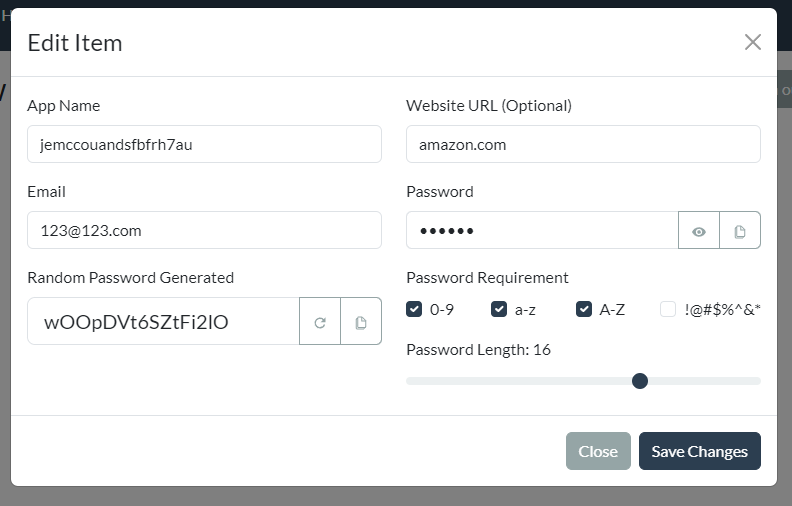 Edit Item
App Name
Website URL (Optional)
jemccouandsfbfrh7au
amazon.com
Email
Password
123@123.com
••••••
Random Password Generated
Password Requirement
wOOpDVt6SZtFi2lO
0-9 a-z A-Z !@#$%^&*
Password Length: 16
Close Save Changes